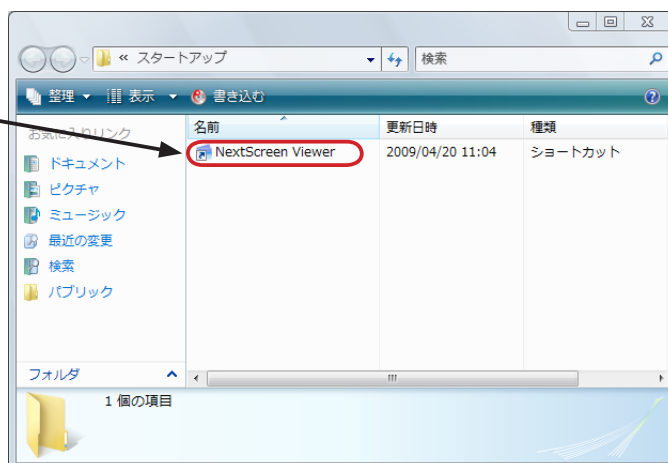 « スタートアップ
検索
整理 表示 書き込む
お気に入りリンク
名前 更新日時 種類
NextScreen Viewer 2009/04/20 11:04 ショートカット
ドキュメント
ピクチャ
ミュージック
最近の変更
検索
パブリック
フォルダ
1 個の項目